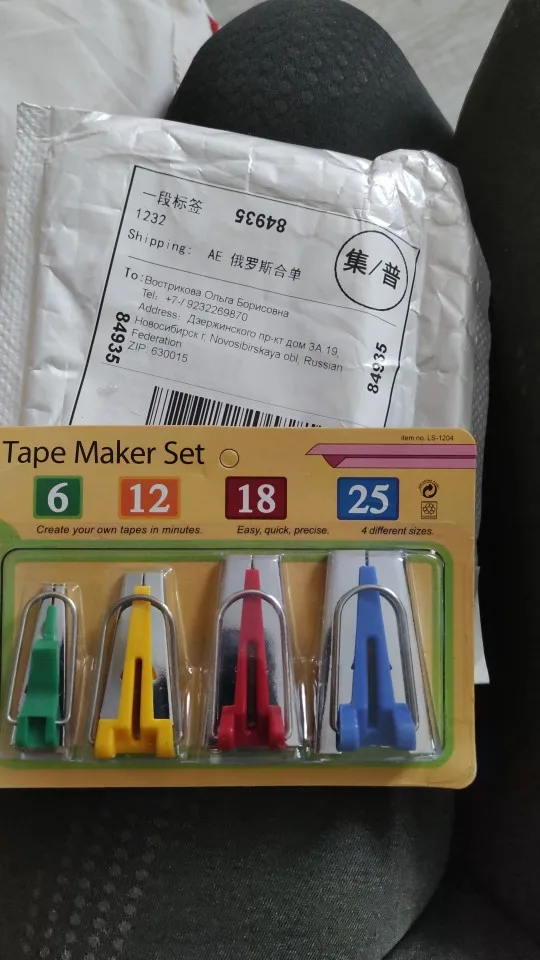 一段标签
1232
84935
Shipping: AE 俄罗斯合单
集/普
To: Вострикова Ольга Борисовна
Tel: +7-/ 9232269870
Address: Дзержинского пр-кт дом 3А 19,
Новосибирск г. Novosibirskaya obl, Russian
Federation
ZIP: 630015
84935
84935
item no. LS-1204
Tape Maker Set
6 12 18 25
Create your own tapes in minutes. Easy, quick, precise. 4 different sizes.